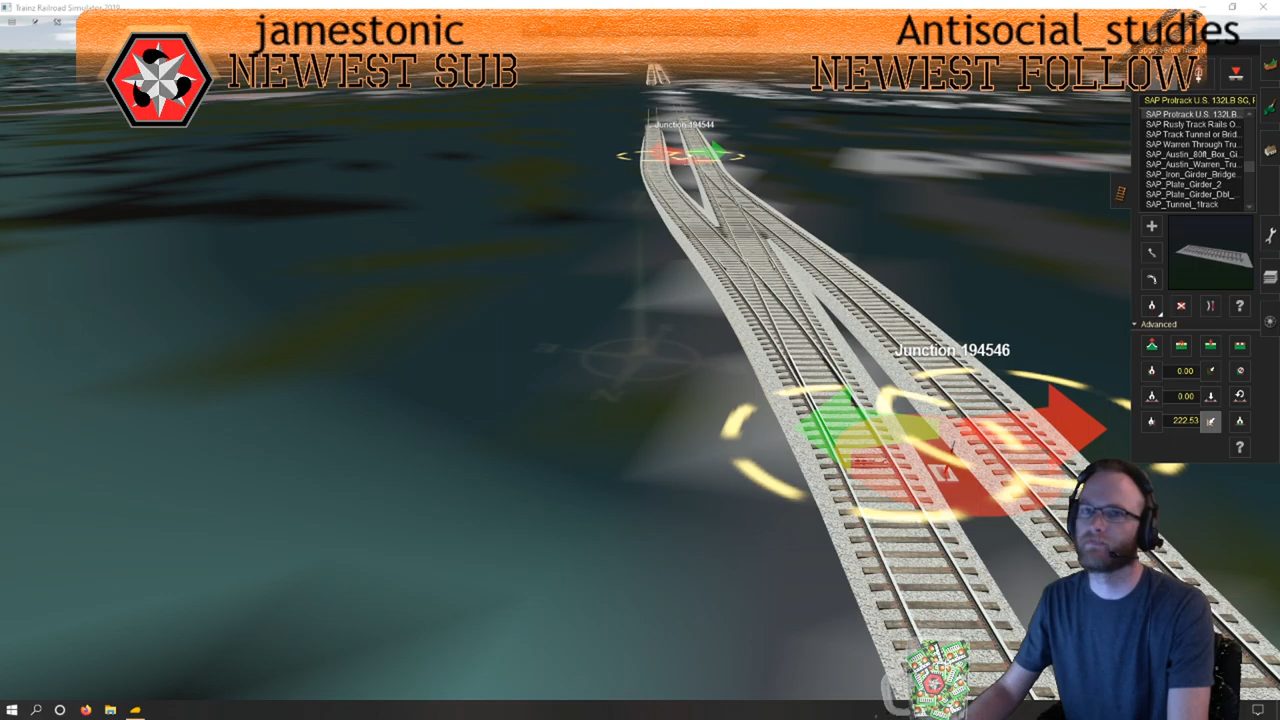 Trainz Railroad Simulator 2019
jamestonic
NEWEST SUB
Antisocial_studies
NEWEST FOLLOW
SAP Protrack U.S. 132LB SG, F
SAP Protrack U.S. 132LB...
SAP Rusty Track Rails O...
SAP Track Tunnel or Brid...
SAP Warren Through Tru...
SAP_Austin_80ft_Box_Gi...
SAP_Austin_Warren_Tru...
SAP_Iron_Girder_Bridge...
SAP_Plate_Girder_2
SAP_Plate_Girder_Dbl_...
SAP_Tunnel_1track
Advanced
0.00
0.00
222.53
Junction 194544
Junction 194546